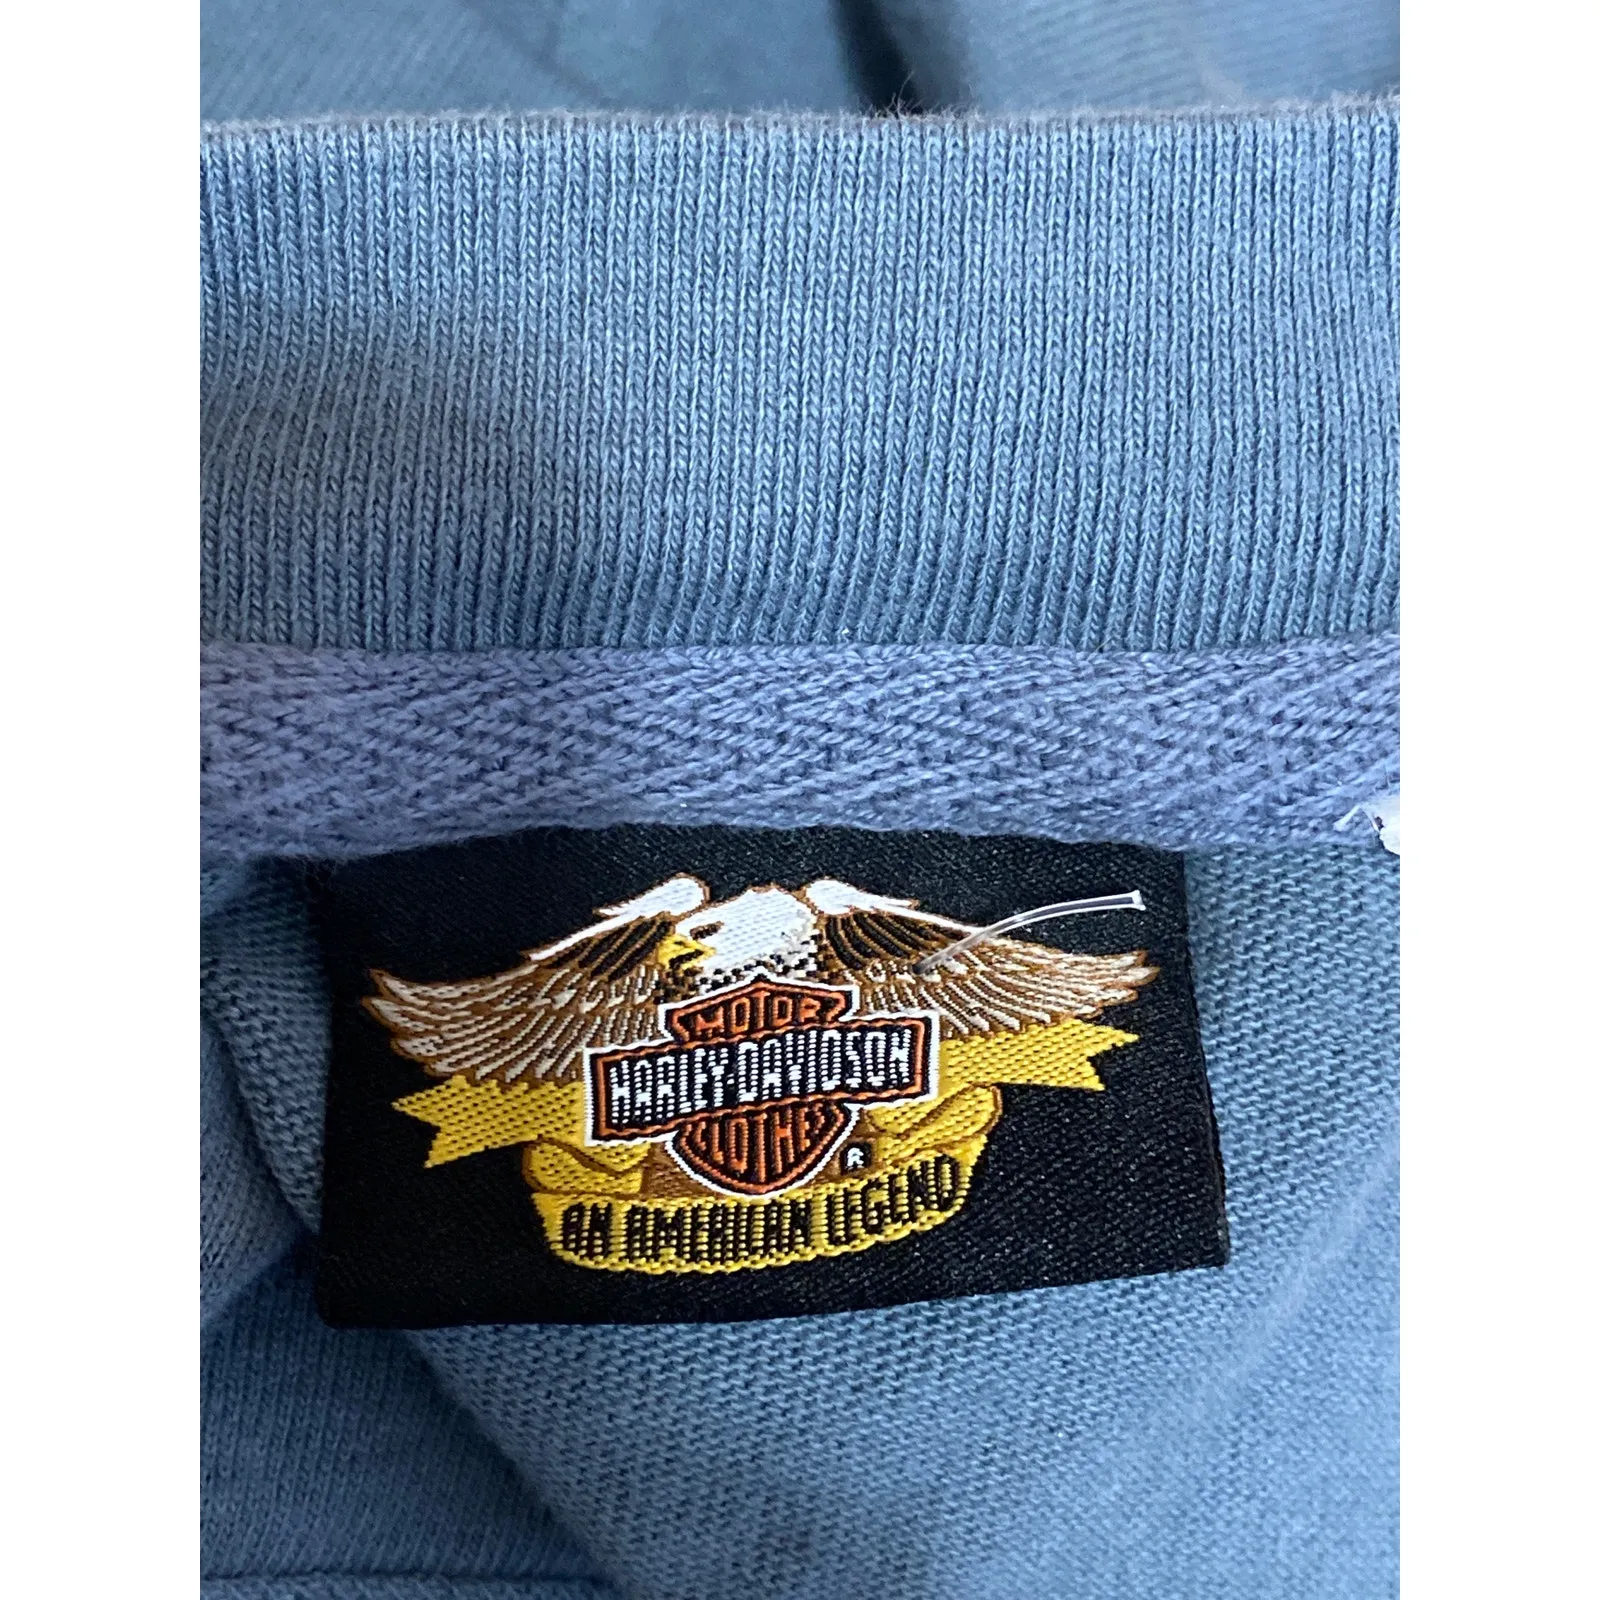 MOTOR
HARLEY-DAVIDSON
CLOTHES
R
AN AMERICAN LEGEND